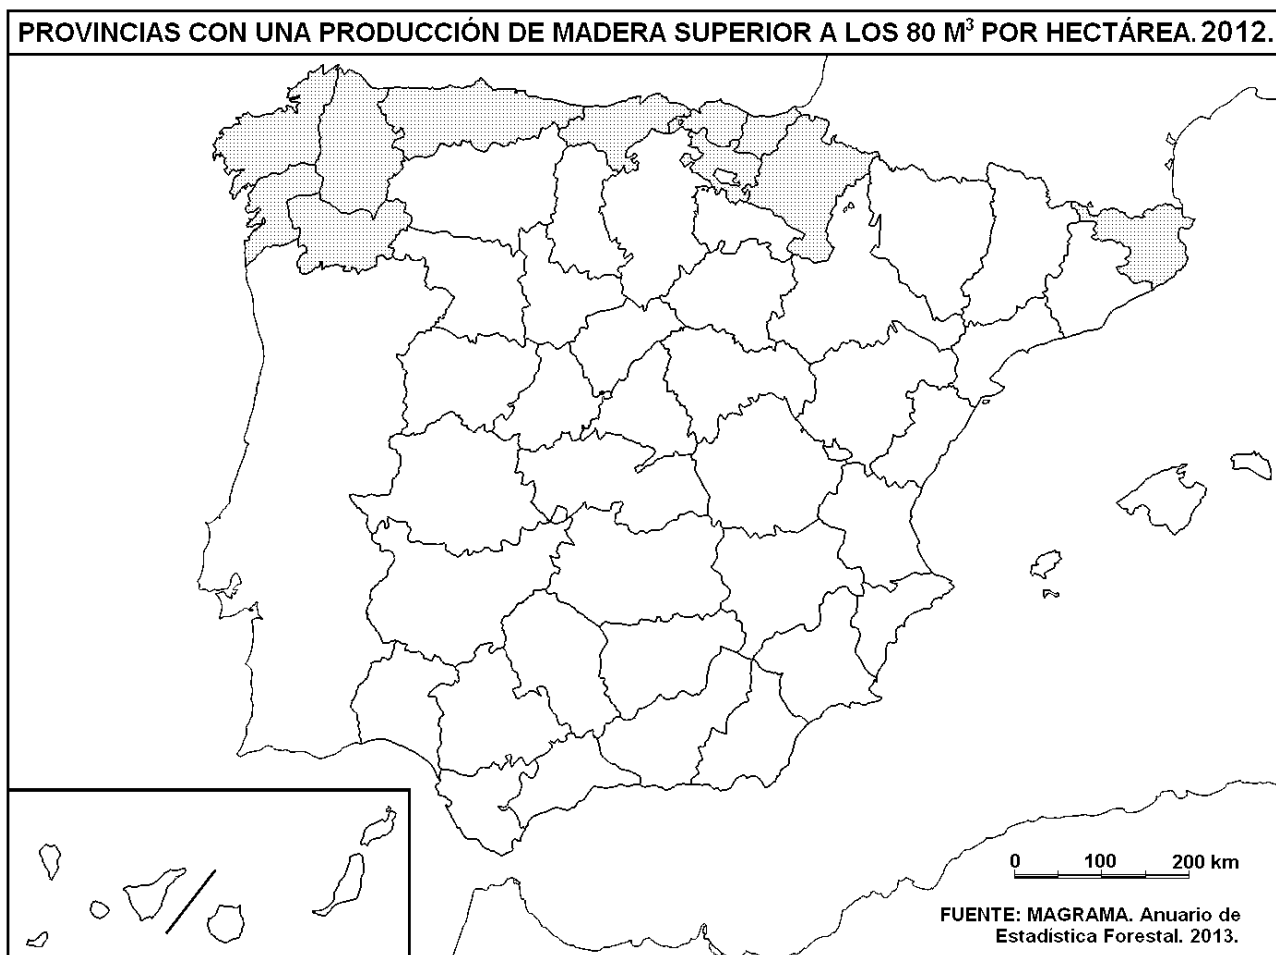 PROVINCIAS CON UNA PRODUCCIÓN DE MADERA SUPERIOR A LOS 80 M³ POR HECTÁREA. 2012.
0 100 200 km
FUENTE: MAGRAMA. Anuario de
Estadística Forestal. 2013.